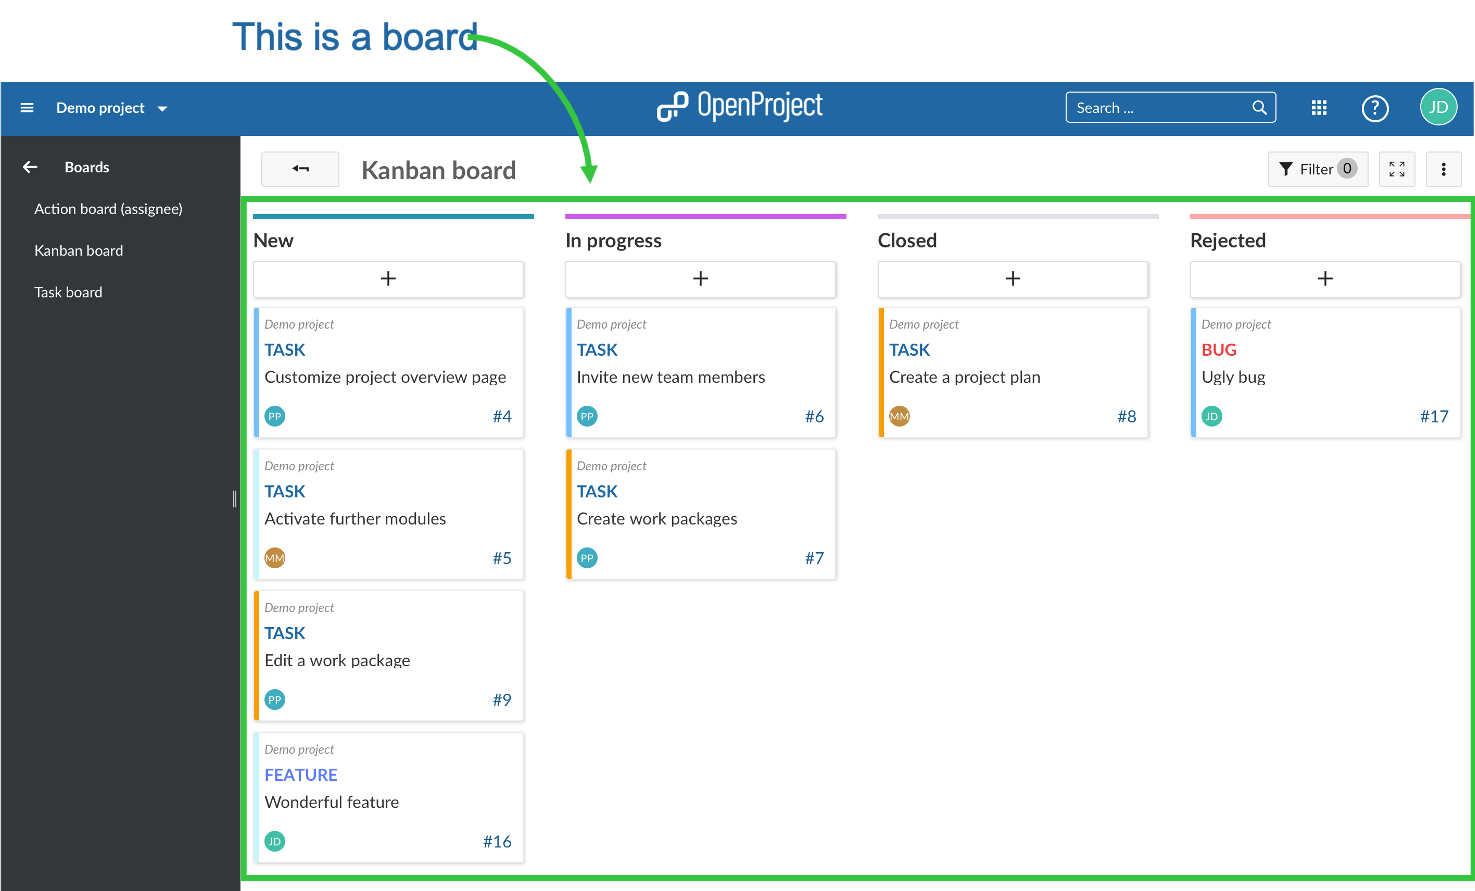 This is a board
Demo project
OpenProject
Search ...
?
JD
Boards
Action board (assignee)
Kanban board
Task board
Kanban board
Filter 0
New
+
Demo project
TASK
Customize project overview page
PP #4
Demo project
TASK
Activate further modules
MM #5
Demo project
TASK
Edit a work package
PP #9
Demo project
FEATURE
Wonderful feature
JD #16
In progress
+
Demo project
TASK
Invite new team members
PP #6
Demo project
TASK
Create work packages
PP #7
Closed
+
Demo project
TASK
Create a project plan
MM #8
Rejected
+
Demo project
BUG
Ugly bug
JD #17